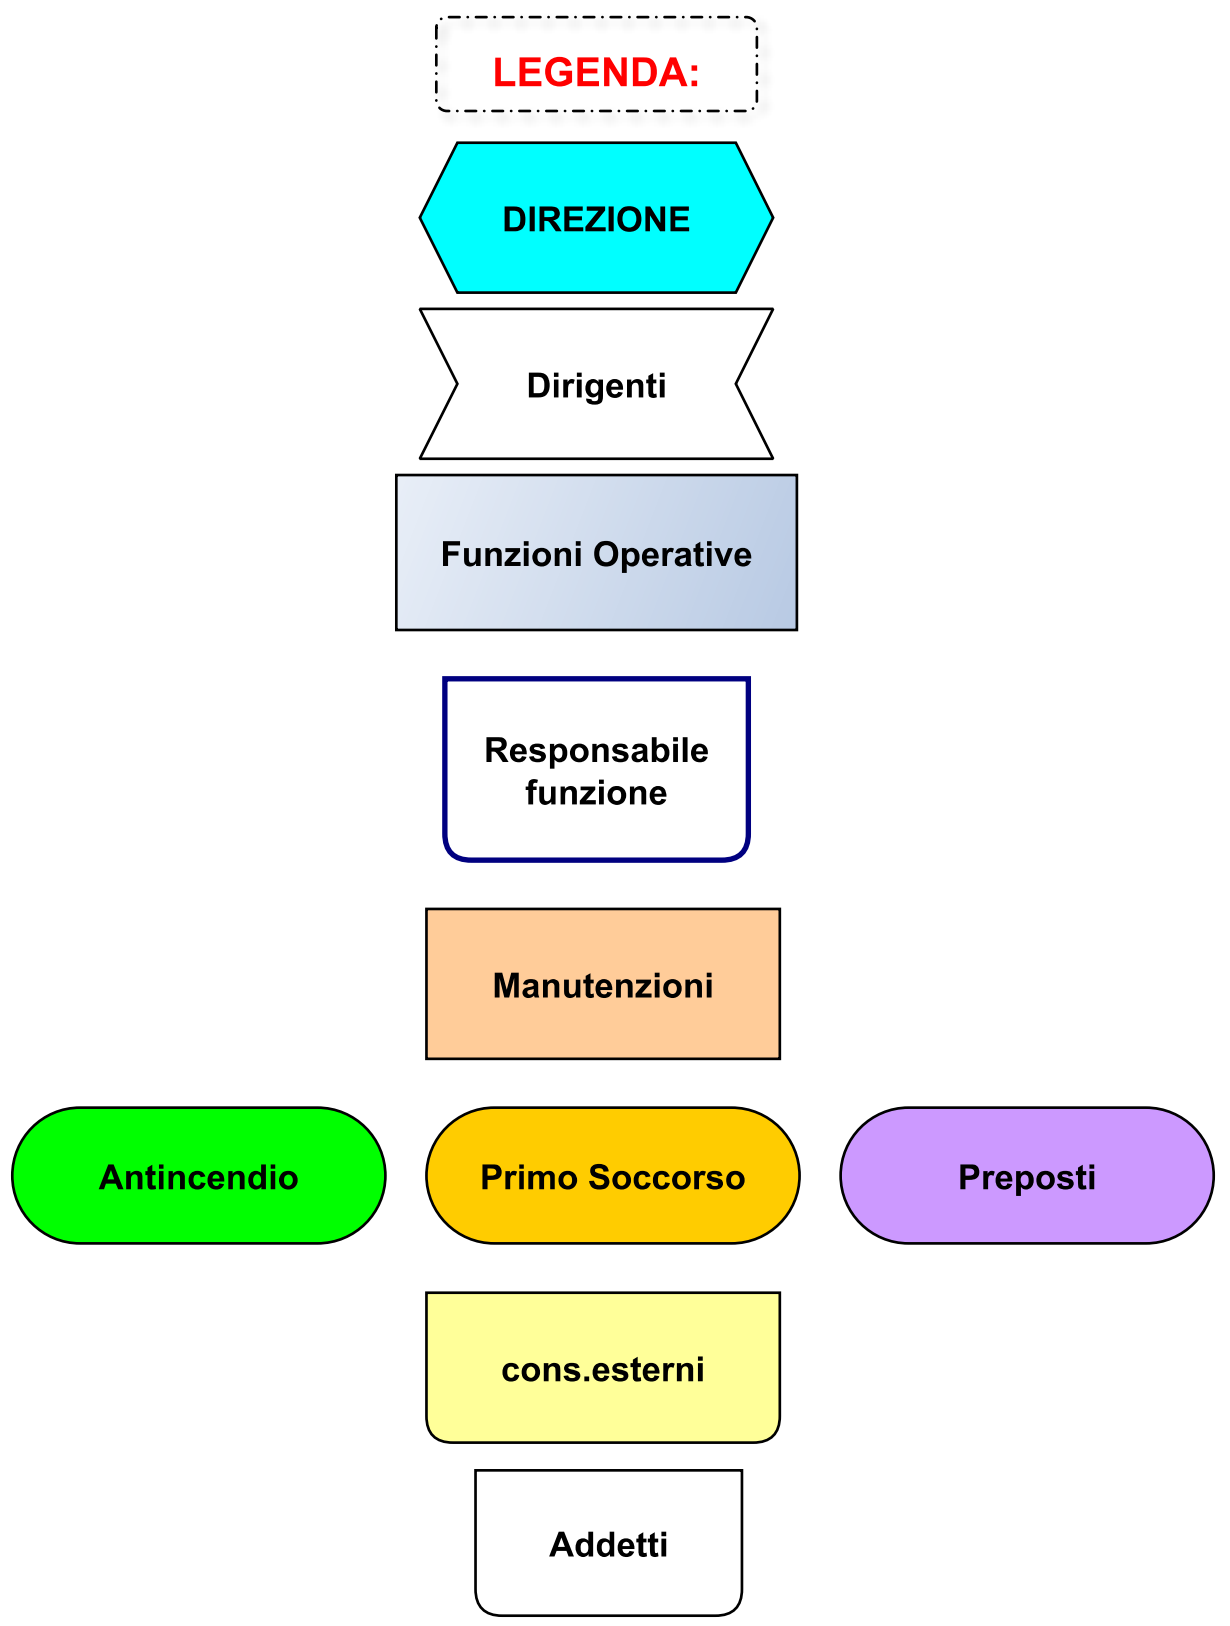 LEGENDA:
DIREZIONE
Dirigenti
Funzioni Operative
Responsabile
funzione
Manutenzioni
Antincendio
Primo Soccorso
Preposti
cons.esterni
Addetti